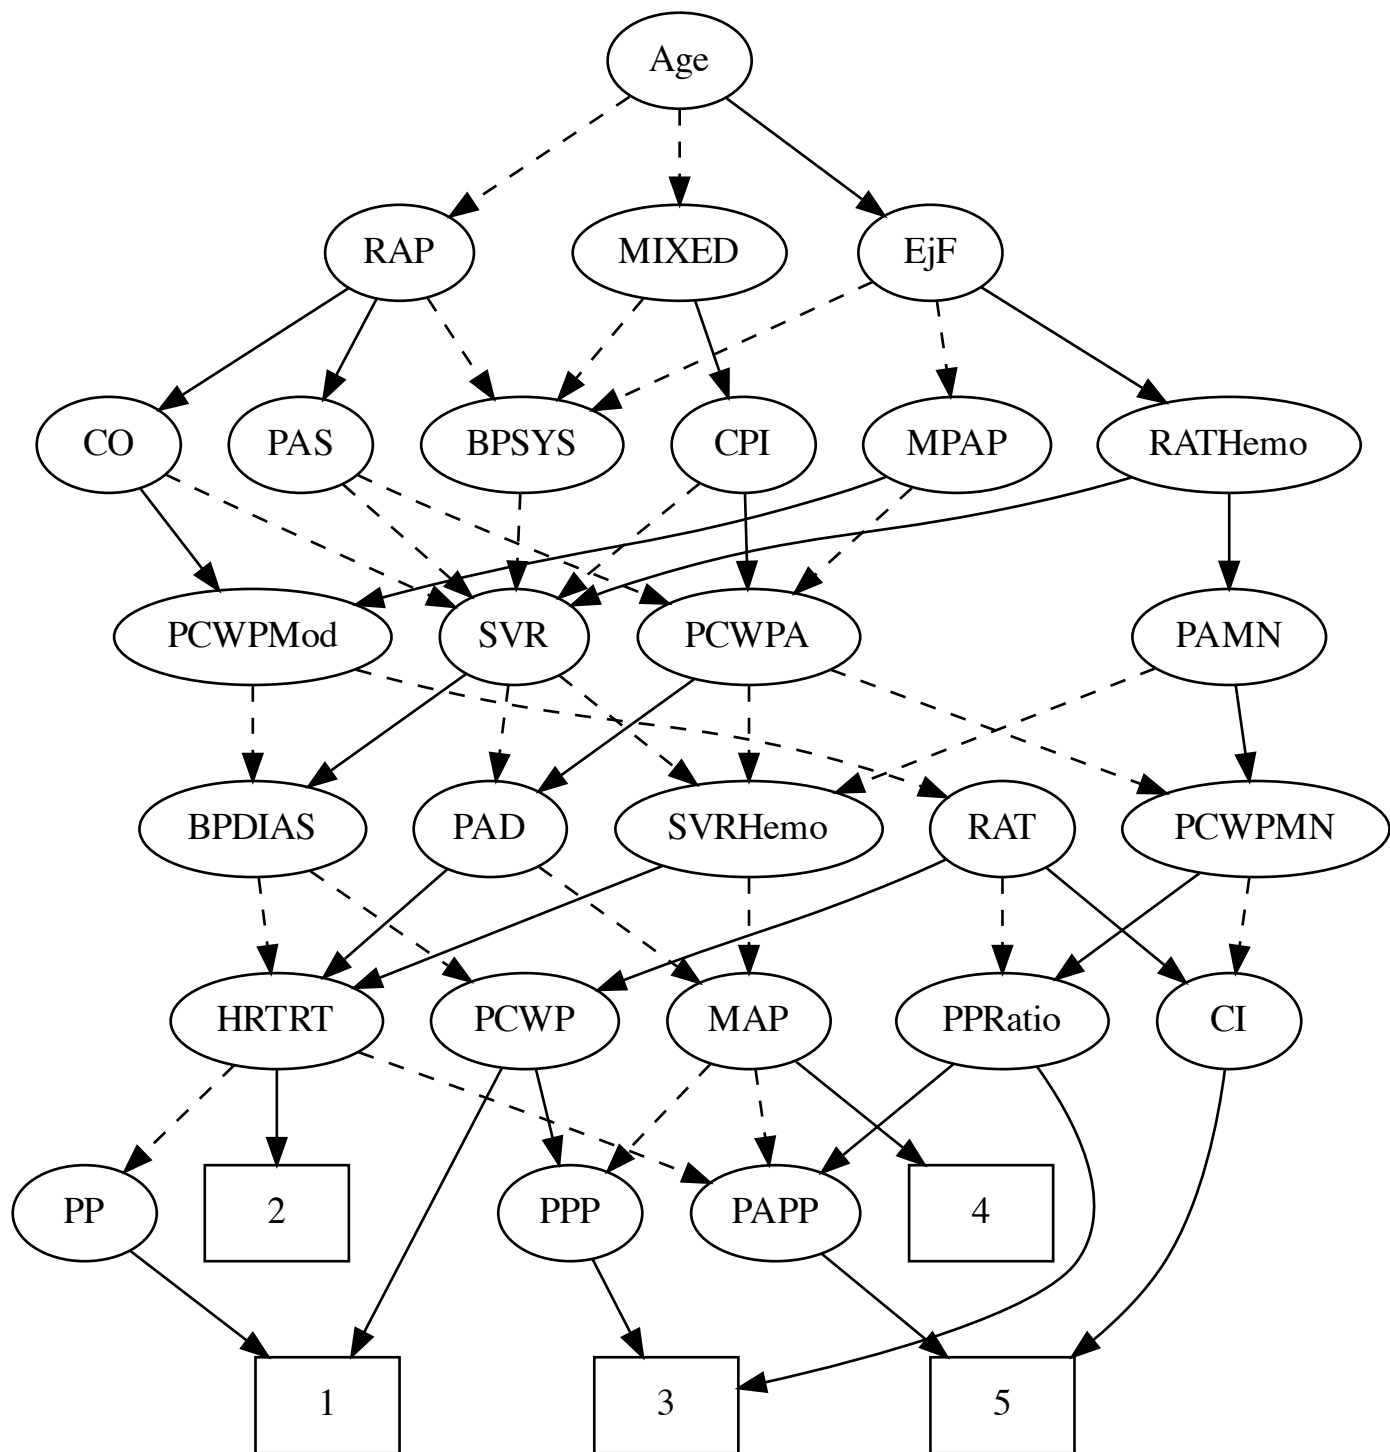 Age
RAP
MIXED
EjF
CO
PAS
BPSYS
CPI
MPAP
RATHemo
PCWPMod
SVR
PCWPA
PAMN
BPDIAS
PAD
SVRHemo
RAT
PCWPMN
HRTRT
PCWP
MAP
PPRatio
CI
PP
2
PPP
PAPP
4
1
3
5